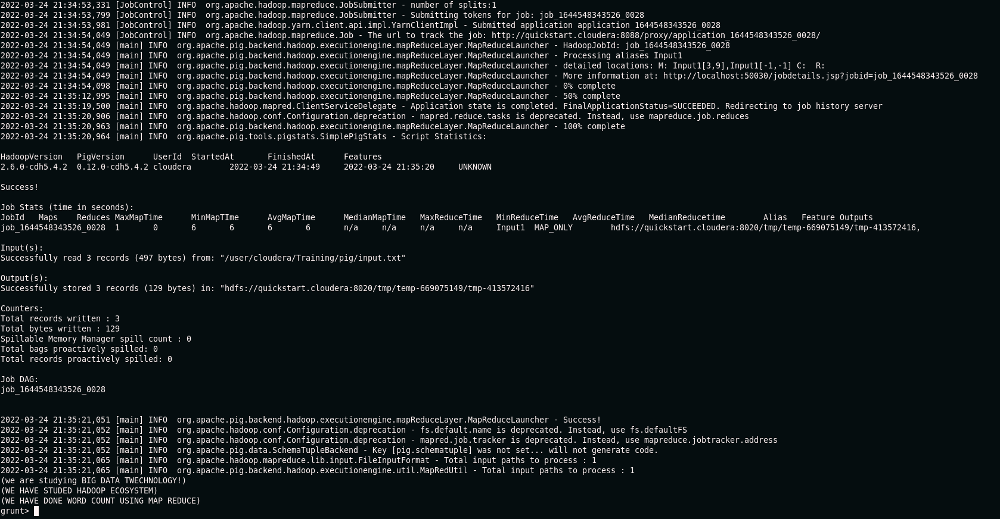 2022-03-24 21:34:53,331 [JobControl] INFO  org.apache.hadoop.mapreduce.JobSubmitter - number of splits:1
2022-03-24 21:34:53,799 [JobControl] INFO  org.apache.hadoop.mapreduce.JobSubmitter - Submitting tokens for job: job_1644548343526_0028
2022-03-24 21:34:53,981 [JobControl] INFO  org.apache.hadoop.yarn.client.api.impl.YarnClientImpl - Submitted application application_1644548343526_0028
2022-03-24 21:34:54,049 [JobControl] INFO  org.apache.hadoop.mapreduce.Job - The url to track the job: http://quickstart.cloudera:8088/proxy/application_1644548343526_0028/
2022-03-24 21:34:54,049 [main] INFO  org.apache.pig.backend.hadoop.executionengine.mapReduceLayer.MapReduceLauncher - HadoopJobId: job_1644548343526_0028
2022-03-24 21:34:54,049 [main] INFO  org.apache.pig.backend.hadoop.executionengine.mapReduceLayer.MapReduceLauncher - Processing aliases Input1
2022-03-24 21:34:54,049 [main] INFO  org.apache.pig.backend.hadoop.executionengine.mapReduceLayer.MapReduceLauncher - detailed locations: M: Input1[3,9],Input1[-1,-1] C:  R:
2022-03-24 21:34:54,049 [main] INFO  org.apache.pig.backend.hadoop.executionengine.mapReduceLayer.MapReduceLauncher - More information at: http://localhost:50030/jobdetails.jsp?jobid=job_1644548343526_0028
2022-03-24 21:34:54,098 [main] INFO  org.apache.pig.backend.hadoop.executionengine.mapReduceLayer.MapReduceLauncher - 0% complete
2022-03-24 21:35:12,995 [main] INFO  org.apache.pig.backend.hadoop.executionengine.mapReduceLayer.MapReduceLauncher - 50% complete
2022-03-24 21:35:19,500 [main] INFO  org.apache.hadoop.mapred.ClientServiceDelegate - Application state is completed. FinalApplicationStatus=SUCCEEDED. Redirecting to job history server
2022-03-24 21:35:20,906 [main] INFO  org.apache.hadoop.conf.Configuration.deprecation - mapred.reduce.tasks is deprecated. Instead, use mapreduce.job.reduces
2022-03-24 21:35:20,963 [main] INFO  org.apache.pig.backend.hadoop.executionengine.mapReduceLayer.MapReduceLauncher - 100% complete
2022-03-24 21:35:20,964 [main] INFO  org.apache.pig.tools.pigstats.SimplePigStats - Script Statistics:
HadoopVersion   PigVersion      UserId  StartedAt       FinishedAt      Features
2.6.0-cdh5.4.2  0.12.0-cdh5.4.2 cloudera        2022-03-24 21:34:49     2022-03-24 21:35:20     UNKNOWN
Success!
Job Stats (time in seconds):
JobId   Maps    Reduces MaxMapTime      MinMapTIme      AvgMapTime      MedianMapTime   MaxReduceTime   MinReduceTime   AvgReduceTime   MedianReducetime        Alias   Feature Outputs
job_1644548343526_0028  1       0       6       6       6       6       n/a     n/a     n/a     n/a     Input1  MAP_ONLY        hdfs://quickstart.cloudera:8020/tmp/temp-669075149/tmp-413572416,
Input(s):
Successfully read 3 records (497 bytes) from: "/user/cloudera/Training/pig/input.txt"
Output(s):
Successfully stored 3 records (129 bytes) in: "hdfs://quickstart.cloudera:8020/tmp/temp-669075149/tmp-413572416"
Counters:
Total records written : 3
Total bytes written : 129
Spillable Memory Manager spill count : 0
Total bags proactively spilled: 0
Total records proactively spilled: 0
Job DAG:
job_1644548343526_0028
2022-03-24 21:35:21,051 [main] INFO  org.apache.pig.backend.hadoop.executionengine.mapReduceLayer.MapReduceLauncher - Success!
2022-03-24 21:35:21,052 [main] INFO  org.apache.hadoop.conf.Configuration.deprecation - fs.default.name is deprecated. Instead, use fs.defaultFS
2022-03-24 21:35:21,052 [main] INFO  org.apache.hadoop.conf.Configuration.deprecation - mapred.job.tracker is deprecated. Instead, use mapreduce.jobtracker.address
2022-03-24 21:35:21,052 [main] INFO  org.apache.pig.data.SchemaTupleBackend - Key [pig.schematuple] was not set... will not generate code.
2022-03-24 21:35:21,065 [main] INFO  org.apache.hadoop.mapreduce.lib.input.FileInputFormat - Total input paths to process : 1
2022-03-24 21:35:21,065 [main] INFO  org.apache.pig.backend.hadoop.executionengine.util.MapRedUtil - Total input paths to process : 1
(we are studying BIG DATA TWECHNOLOGY!)
(WE HAVE STUDED HADOOP ECOSYSTEM)
(WE HAVE DONE WORD COUNT USING MAP REDUCE)
grunt>